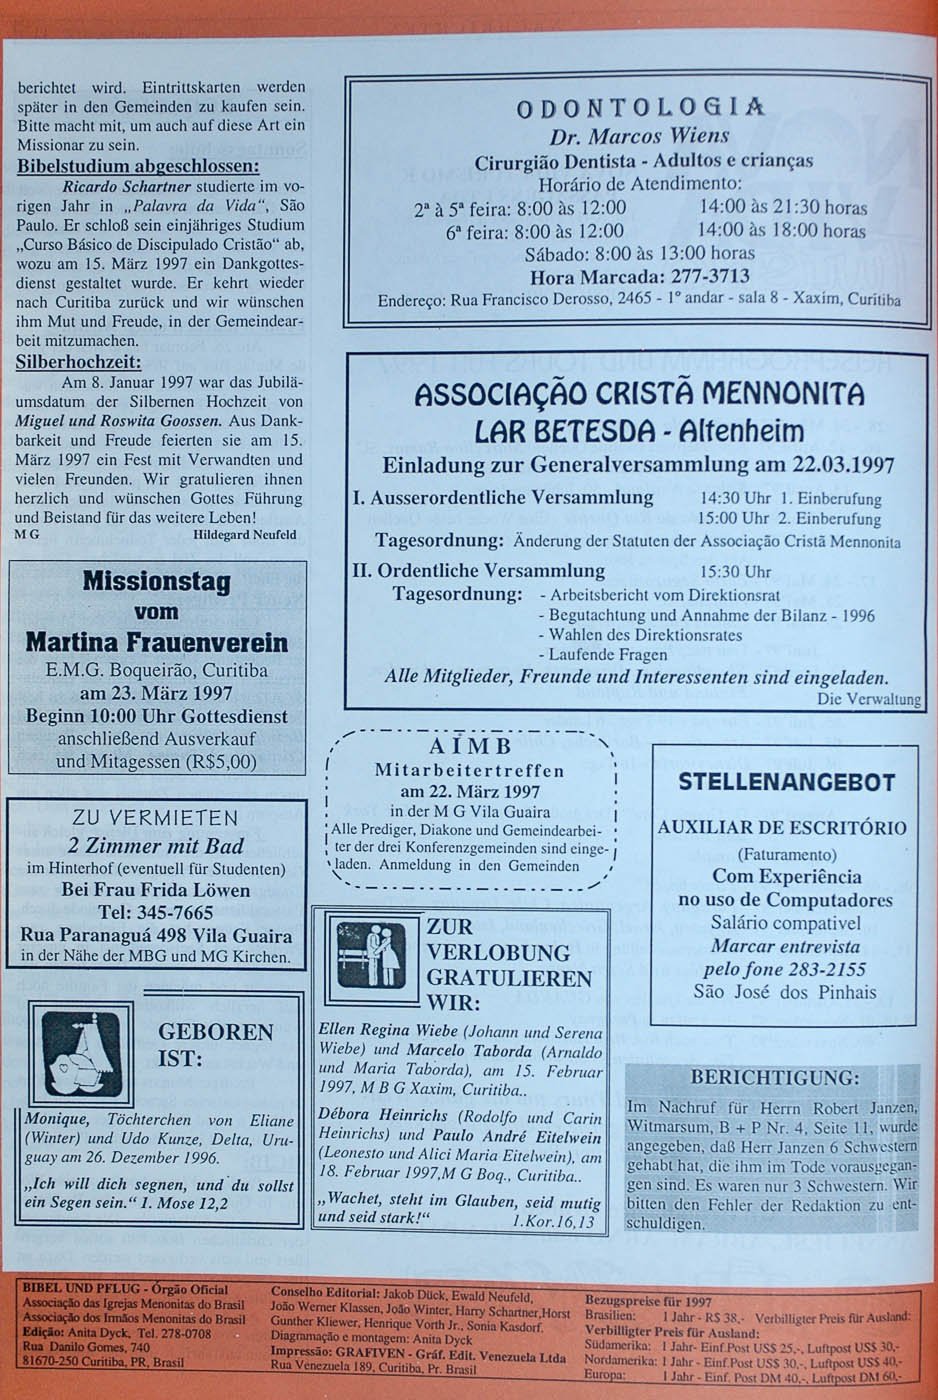 berichtet wird. Eintrittskarten werden
später in den Gemeinden zu kaufen sein.
Bitte macht mit, um auch auf diese Art ein
Missionar zu sein.
Bibelstudium abgeschlossen:
Ricardo Schartner studierte im vo-
rigen Jahr in „Palavra da Vida“, São
Paulo. Er schloß sein einjähriges Studium
„Curso Básico de Discipulado Cristão“ ab,
wozu am 15. März 1997 ein Dankgottes-
dienst gestaltet wurde. Er kehrt wieder
nach Curitiba zurück und wir wünschen
ihm Mut und Freude, in der Gemeindear-
beit mitzumachen.
Silberhochzeit:
Am 8. Januar 1997 war das Jubilä-
umsdatum der Silbernen Hochzeit von
Miguel und Roswita Goossen. Aus Dank-
barkeit und Freude feierten sie am 15.
März 1997 ein Fest mit Verwandten und
vielen Freunden. Wir gratulieren ihnen
herzlich und wünschen Gottes Führung
und Beistand für das weitere Leben!
M G Hildegard Neufeld
Missionstag
vom
Martina Frauenverein
E.M.G. Boqueirão, Curitiba
am 23. März 1997
Beginn 10:00 Uhr Gottesdienst
anschließend Ausverkauf
und Mitagessen (R$5,00)
ZU VERMIETEN
2 Zimmer mit Bad
im Hinterhof (eventuell für Studenten)
Bei Frau Frida Löwen
Tel: 345-7665
Rua Paranaguá 498 Vila Guaira
in der Nähe der MBG und MG Kirchen.
GEBOREN
IST:
Monique, Töchterchen von Eliane
(Winter) und Udo Kunze, Delta, Uru-
guay am 26. Dezember 1996.
„Ich will dich segnen, und du sollst
ein Segen sein.“ 1. Mose 12,2
ODONTOLOGIA
Dr. Marcos Wiens
Cirurgião Dentista - Adultos e crianças
Horário de Atendimento:
2ª à 5ª feira: 8:00 às 12:00 14:00 às 21:30 horas
6ª feira: 8:00 às 12:00 14:00 às 18:00 horas
Sábado: 8:00 às 13:00 horas
Hora Marcada: 277-3713
Endereço: Rua Francisco Derosso, 2465 - 1º andar - sala 8 - Xaxim, Curitiba
ASSOCIAÇÃO CRISTÃ MENNONITA
LAR BETESDA - Altenheim
Einladung zur Generalversammlung am 22.03.1997
I. Ausserordentliche Versammlung 14:30 Uhr 1. Einberufung
15:00 Uhr 2. Einberufung
Tagesordnung: Änderung der Statuten der Associação Cristã Mennonita
II. Ordentliche Versammlung 15:30 Uhr
Tagesordnung: - Arbeitsbericht vom Direktionsrat
- Begutachtung und Annahme der Bilanz - 1996
- Wahlen des Direktionsrates
- Laufende Fragen
Alle Mitglieder, Freunde und Interessenten sind eingeladen.
Die Verwaltung
AIMB
Mitarbeitertreffen
am 22. März 1997
in der M G Vila Guaira
Alle Prediger, Diakone und Gemeindearbei-
ter der drei Konferenzgemeinden sind einge-
laden. Anmeldung in den Gemeinden
ZUR
VERLOBUNG
GRATULIEREN
WIR:
Ellen Regina Wiebe (Johann und Serena
Wiebe) und Marcelo Taborda (Arnaldo
und Maria Taborda), am 15. Februar
1997, M B G Xaxim, Curitiba..
Débora Heinrichs (Rodolfo und Carin
Heinrichs) und Paulo André Eitelwein
(Leonesto und Alici Maria Eitelwein), am
18. Februar 1997,M G Boq., Curitiba..
„Wachet, steht im Glauben, seid mutig
und seid stark!“ 1.Kor.16,13
STELLENANGEBOT
AUXILIAR DE ESCRITÓRIO
(Faturamento)
Com Experiência
no uso de Computadores
Salário compativel
Marcar entrevista
pelo fone 283-2155
São José dos Pinhais
BERICHTIGUNG:
Im Nachruf für Herrn Robert Janzen,
Witmarsum, B + P Nr. 4, Seite 11, wurde
angegeben, daß Herr Janzen 6 Schwestern
gehabt hat, die ihm im Tode vorausgegan-
gen sind. Es waren nur 3 Schwestern. Wir
bitten den Fehler der Redaktion zu ent-
schuldigen.
BIBEL UND PFLUG - Órgão Oficial
Associação das Igrejas Menonitas do Brasil
Associação dos Irmãos Menonitas do Brasil
Edição: Anita Dyck, Tel. 278-0708
Rua Danilo Gomes, 740
81670-250 Curitiba, PR, Brasil
Conselho Editorial: Jakob Dück, Ewald Neufeld,
João Werner Klassen, João Winter, Harry Schartner,Horst
Gunther Kliewer, Henrique Vorth Jr., Sonia Kasdorf.
Diagramação e montagem: Anita Dyck
Impressão: GRAFIVEN - Gráf. Edit. Venezuela Ltda
Rua Venezuela 189, Curitiba, Pr. Brasil
Bezugspreise für 1997
Brasilien: 1 Jahr - R$ 38,- Verbilligter Preis für Ausland:
Verbilligter Preis für Ausland:
Südamerika: 1 Jahr- Einf.Post US$ 25,-, Luftpost US$ 30,-
Nordamerika: 1 Jahr - Einf.Post US$ 30,-, Luftpost US$ 40,-
Europa: 1 Jahr - Einf. Post DM 40,-, Luftpost DM 60,-